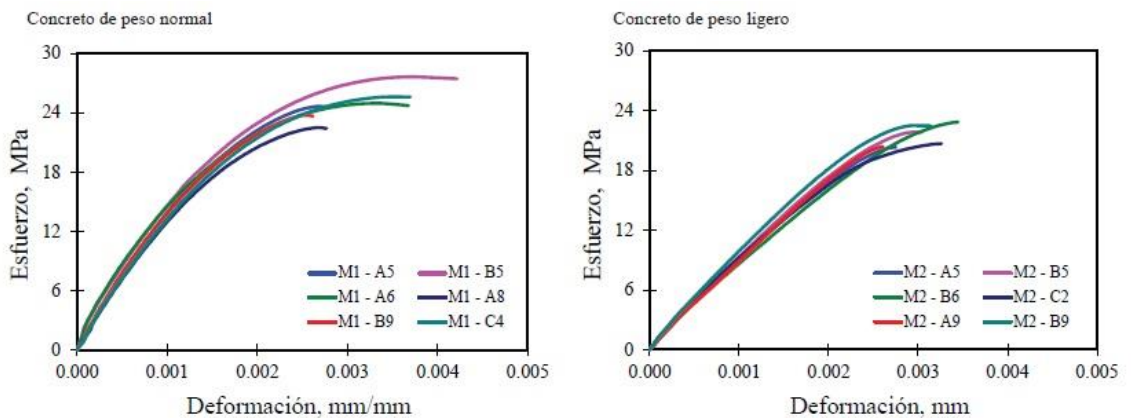 Concreto de peso normal
30
24
18
12
6
0
Esfuerzo, MPa
0.000 0.001 0.002 0.003 0.004 0.005
Deformación, mm/mm
M1 - A5 M1 - B5
M1 - A6 M1 - A8
M1 - B9 M1 - C4
Concreto de peso ligero
30
24
18
12
6
0
Esfuerzo, MPa
0.000 0.001 0.002 0.003 0.004 0.005
Deformación, mm
M2 - A5 M2 - B5
M2 - B6 M2 - C2
M2 - A9 M2 - B9